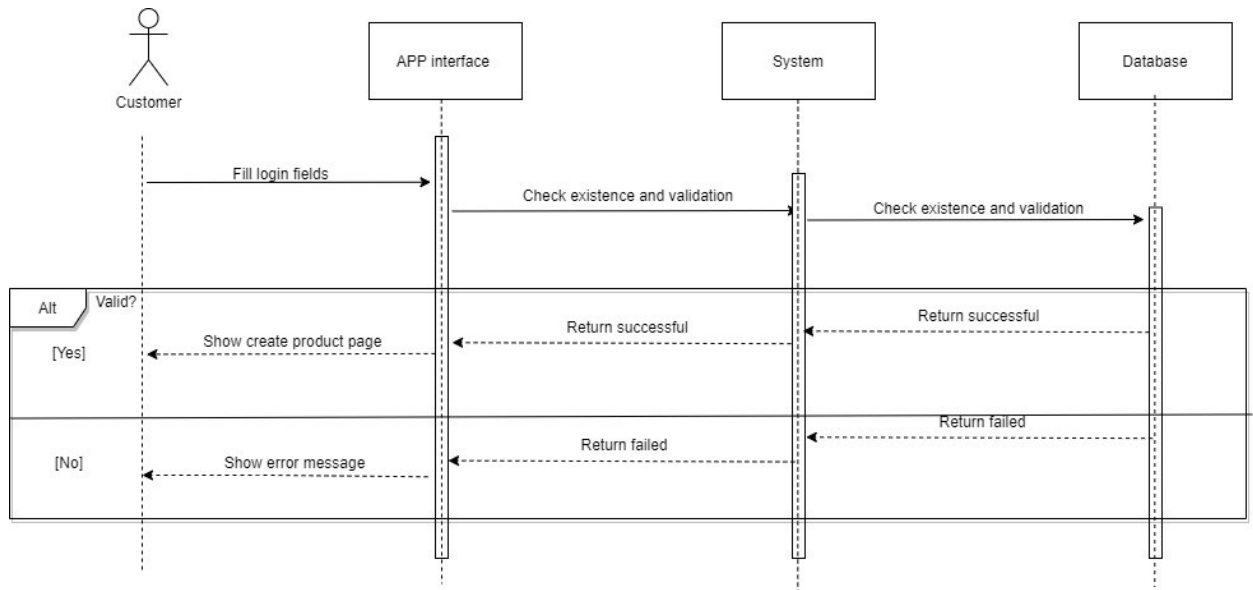 Customer
APP interface
System
Database
Fill login fields
Check existence and validation
Check existence and validation
Alt
Valid?
Return successful
Return successful
Show create product page
[Yes]
Return failed
Return failed
Show error message
[No]